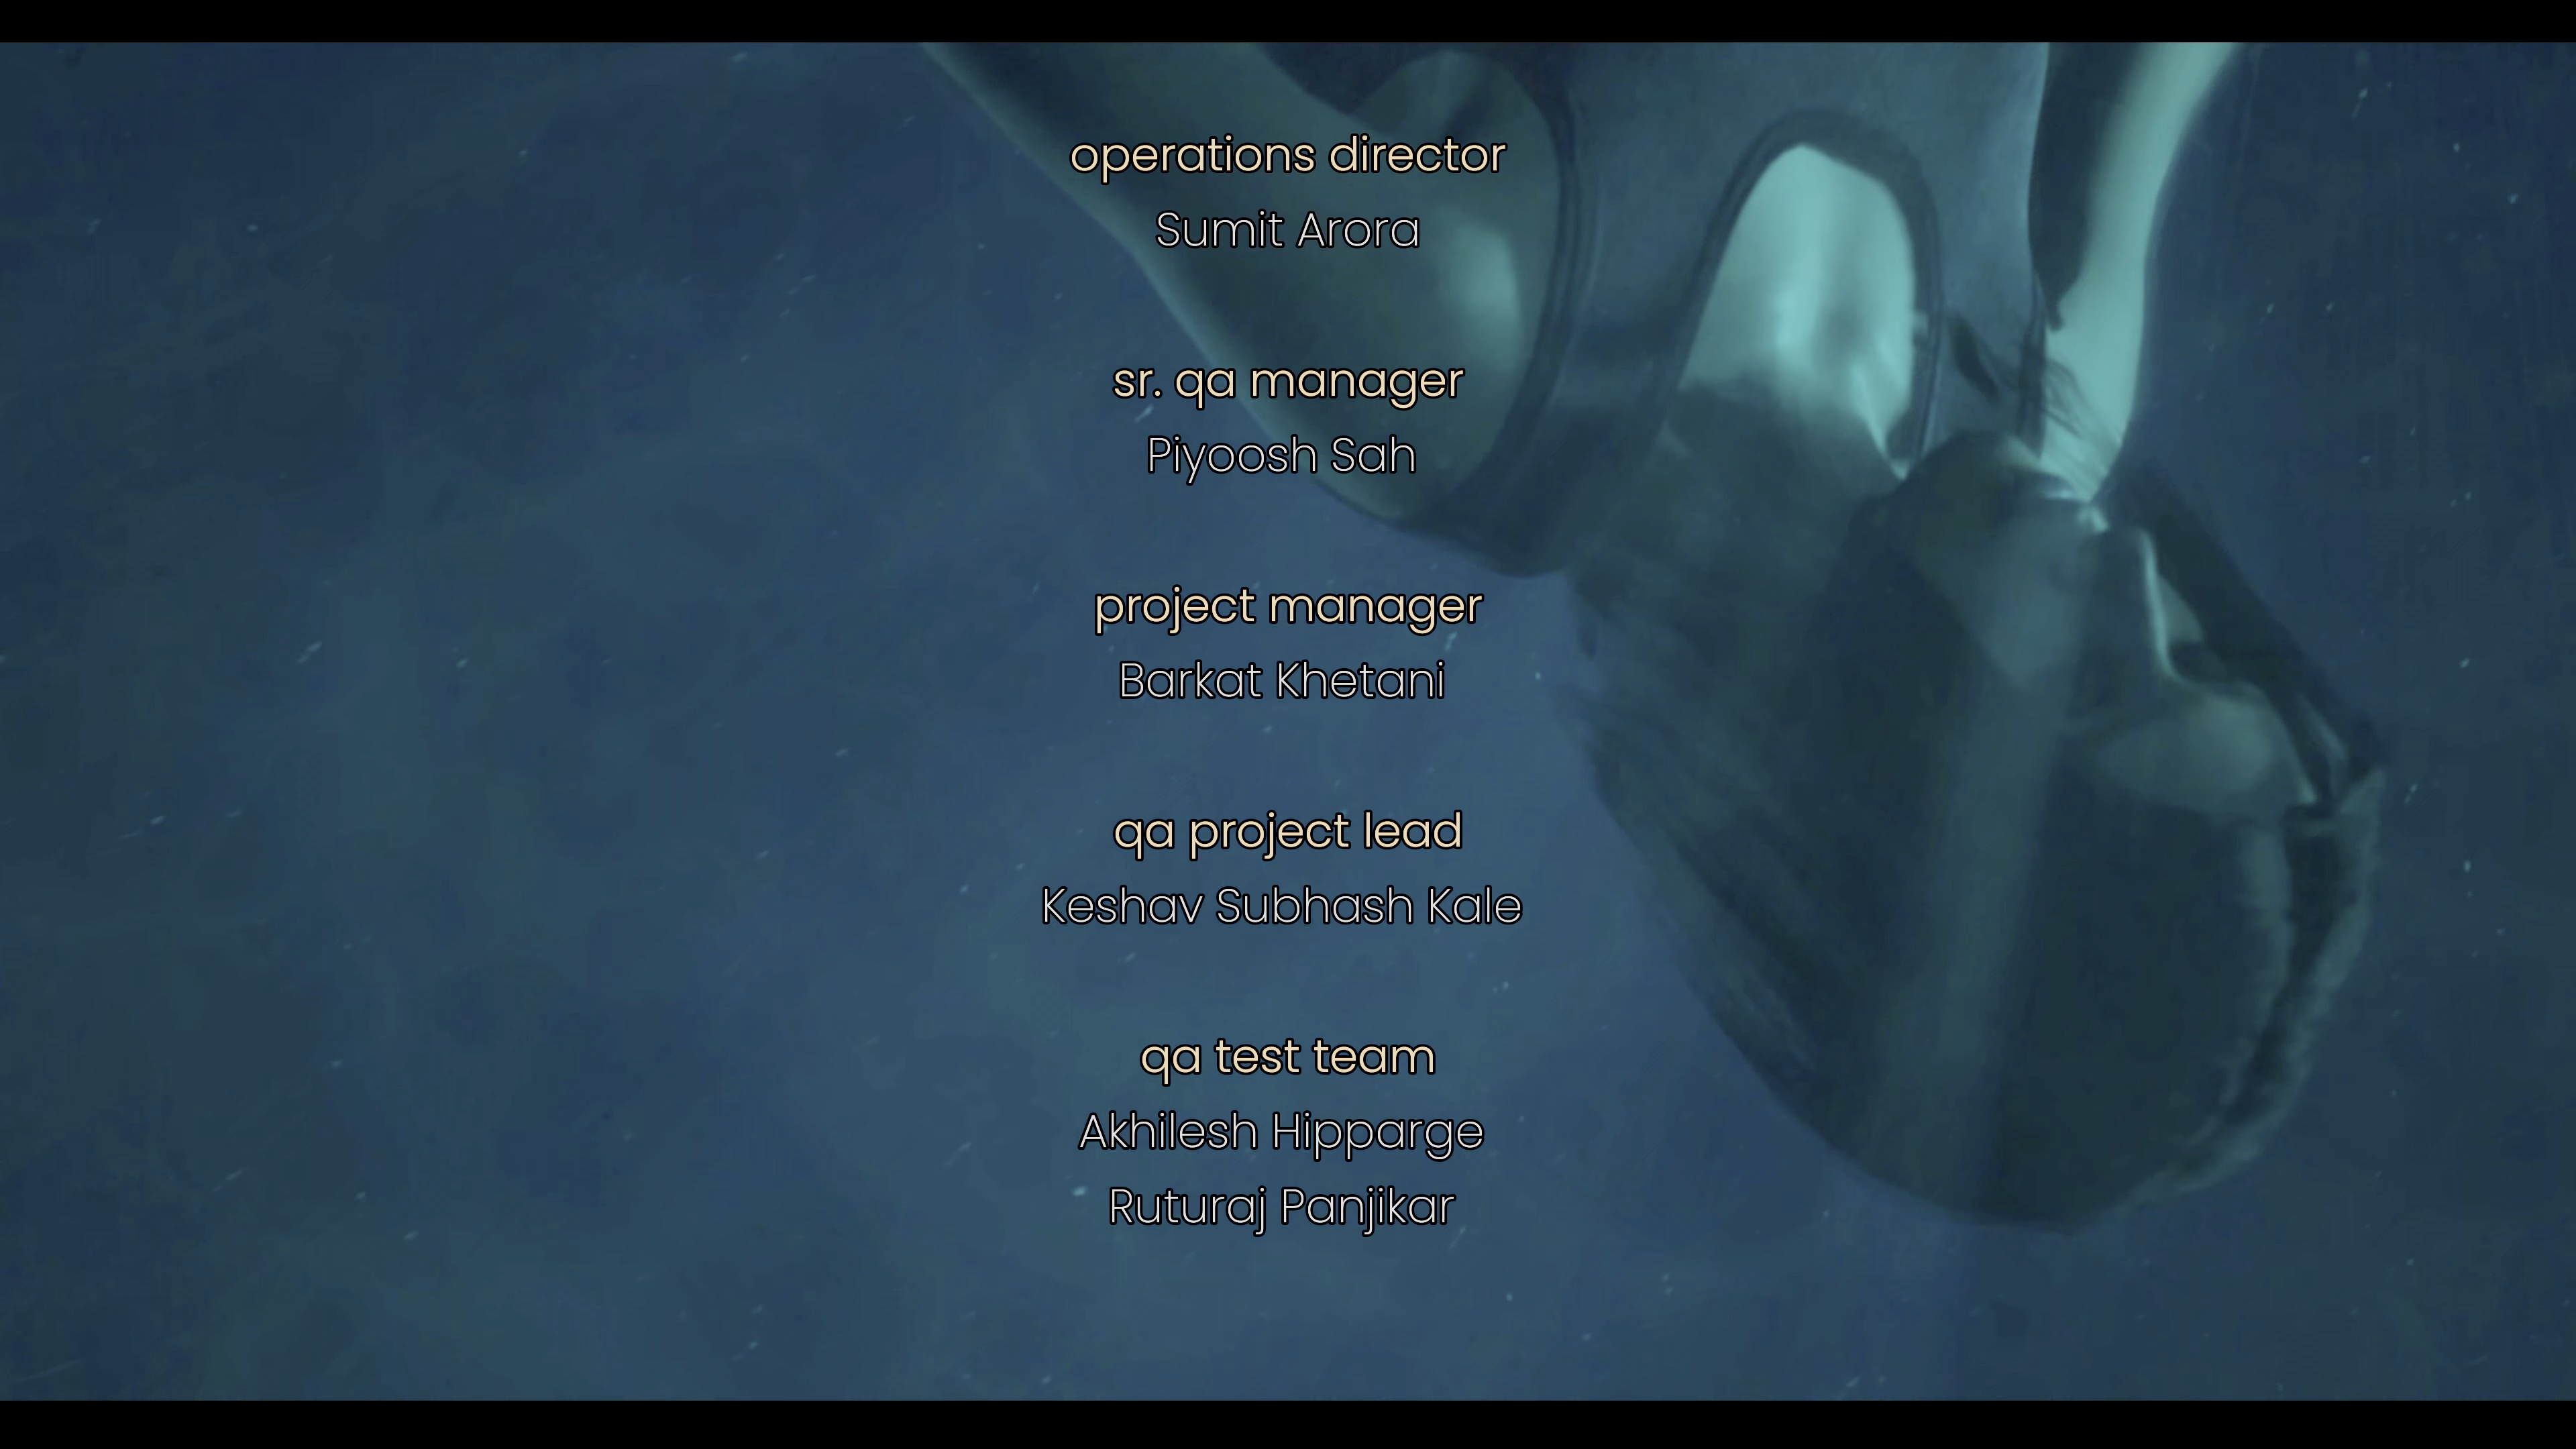 operations director
Sumit Arora
sr. qa manager
Piyoosh Sah
project manager
Barkat Khetani
qa project lead
Keshav Subhash Kale
qa test team
Akhilesh Hipparge
Ruturaj Panjikar